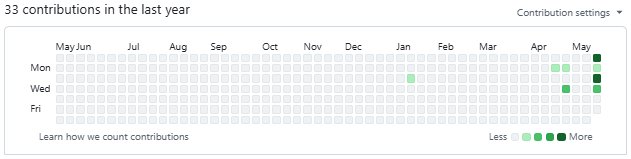 33 contributions in the last year
Contribution settings
May Jun Jul Aug Sep Oct Nov Dec Jan Feb Mar Apr May
Mon
Wed
Fri
Learn how we count contributions
Less More